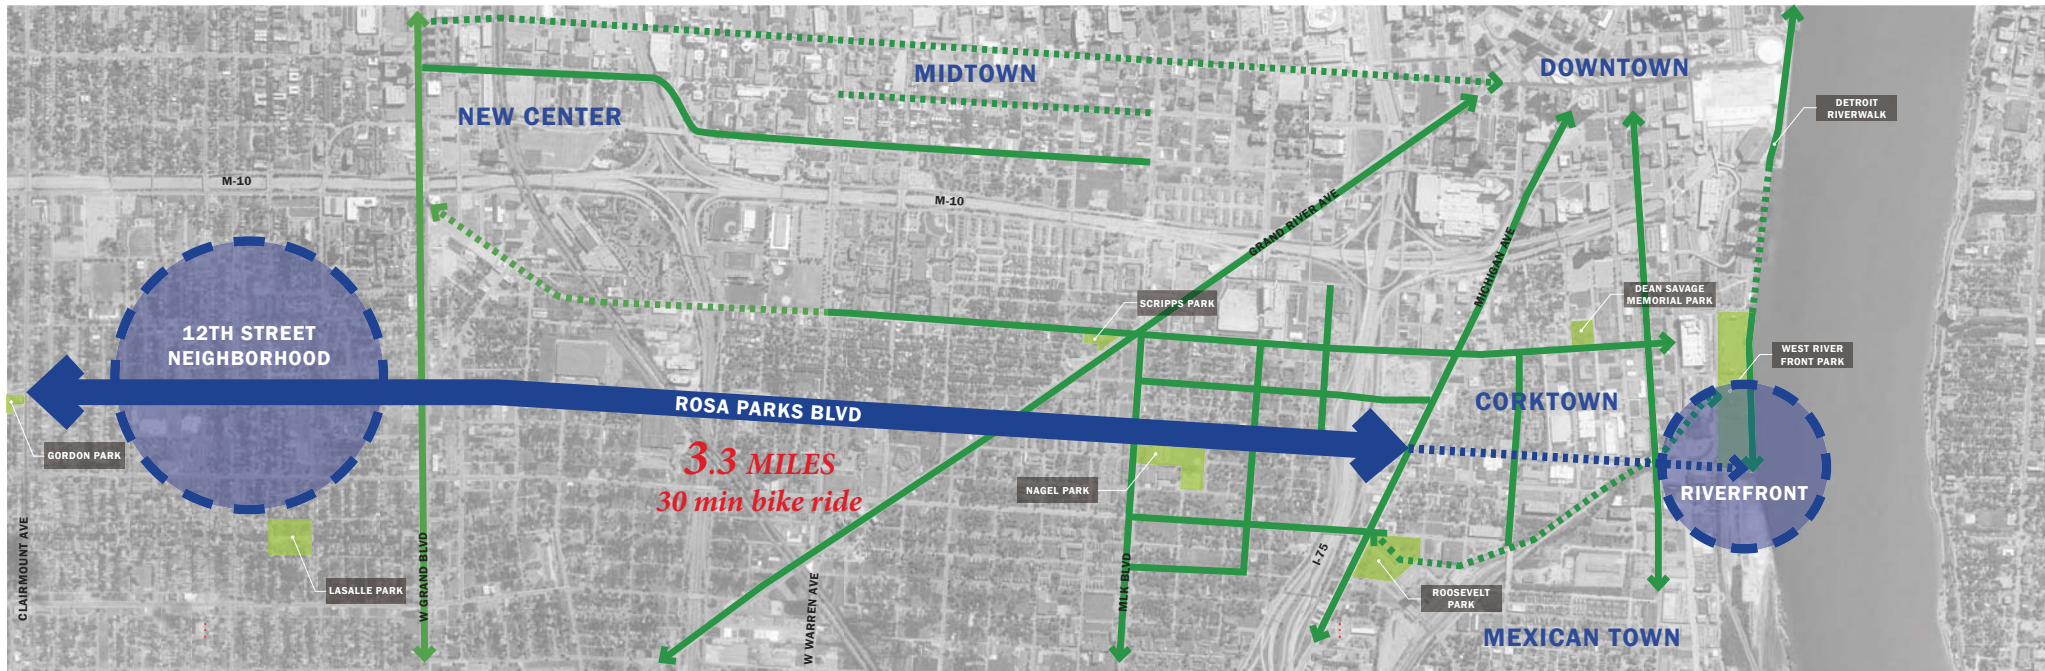 MIDTOWN
DOWNTOWN
NEW CENTER
DETROIT
RIVERWALK
M-10
M-10
GRAND RIVER AVE
MICHIGAN AVE
SCRIPPS PARK
DEAN SAVAGE
MEMORIAL PARK
12TH STREET
NEIGHBORHOOD
WEST RIVER
FRONT PARK
ROSA PARKS BLVD
CORKTOWN
GORDON PARK
3.3 MILES
30 min bike ride
NAGEL PARK
RIVERFRONT
CLAIRMOUNT AVE
W GRAND BLVD
LASALLE PARK
W WARREN AVE
MLK BLVD
I-75
ROOSEVELT
PARK
MEXICAN TOWN